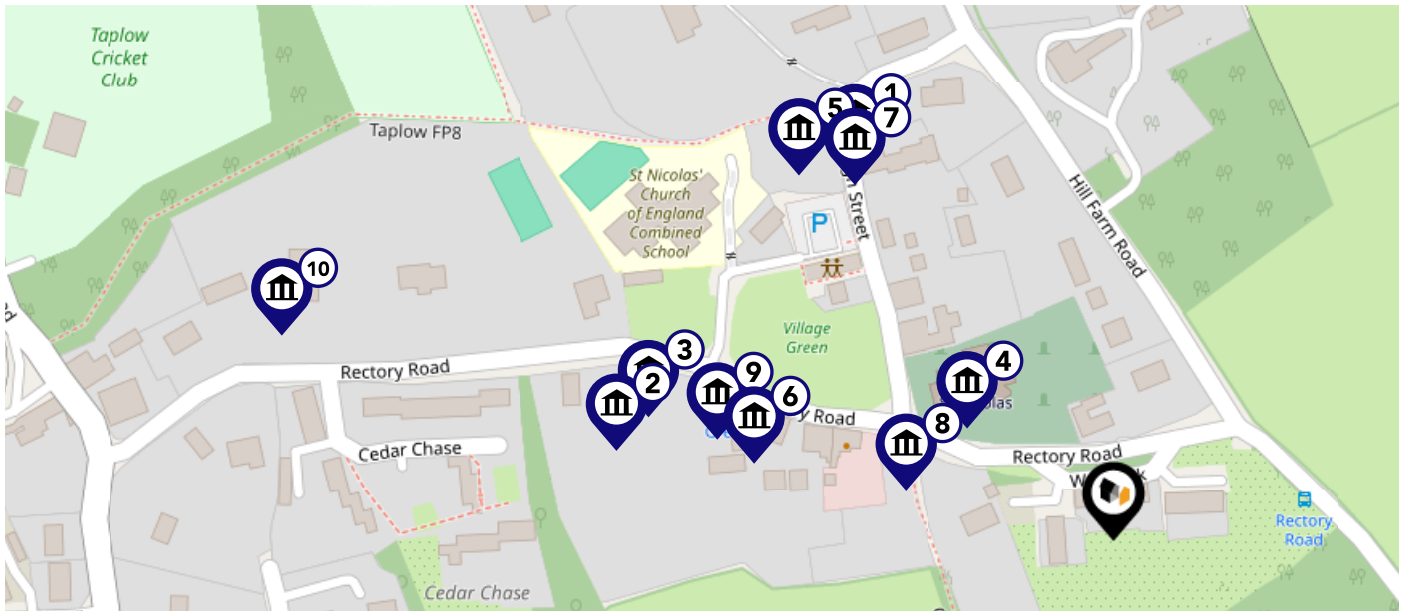 Taplow
Cricket
Club
Taplow FP8
1
5
7
St Nicolas'
Church
of England
Combined
School
P
Street
Hill Farm Road
10
Village
Green
Rectory Road
3
2
9
6
4
8
Road
Rectory Road
Cedar Chase
Rectory
Road
Cedar Chase